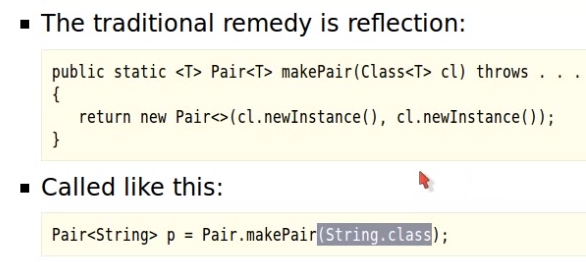 ▪ The traditional remedy is reflection:
public static <T> Pair<T> makePair(Class<T> cl) throws . . .
{
return new Pair<>(cl.newInstance(), cl.newInstance());
}
▪ Called like this:
Pair<String> p = Pair.makePair(String.class);